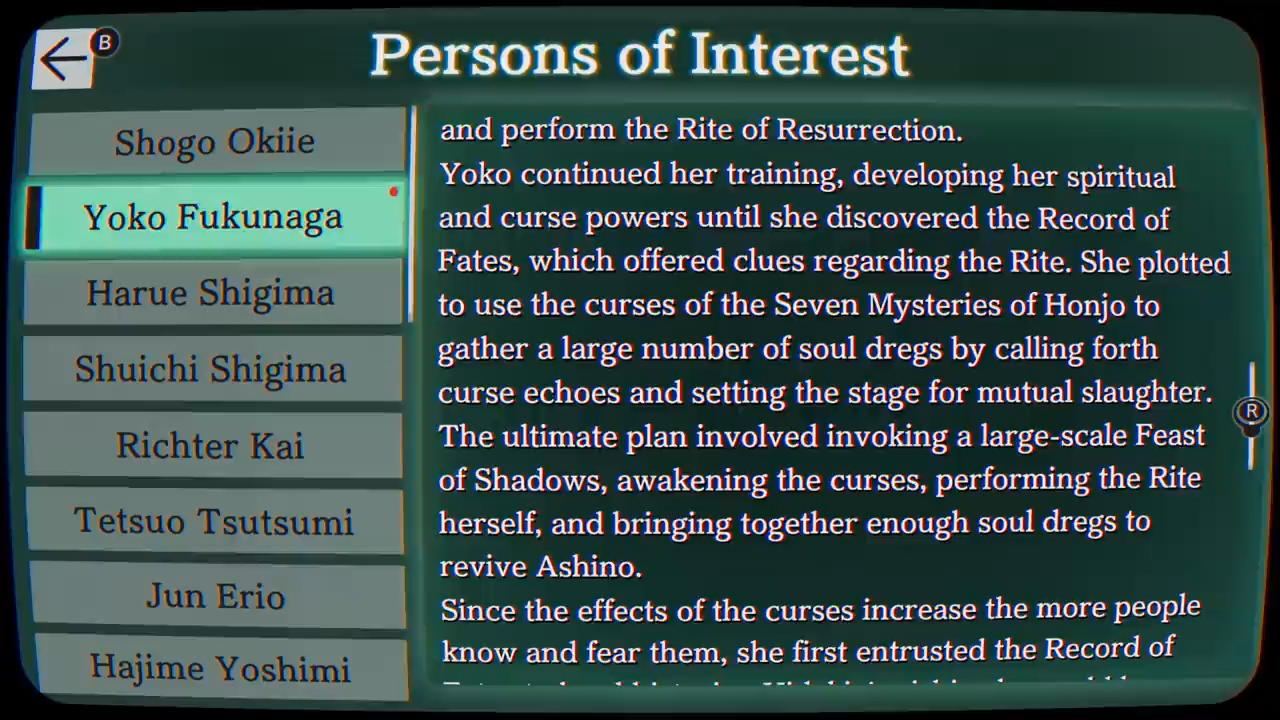 B
Persons of Interest
Shogo Okiie
Yoko Fukunaga
Harue Shigima
Shuichi Shigima
Richter Kai
Tetsuo Tsutsumi
Jun Erio
Hajime Yoshimi
and perform the Rite of Resurrection.
Yoko continued her training, developing her spiritual
and curse powers until she discovered the Record of
Fates, which offered clues regarding the Rite. She plotted
to use the curses of the Seven Mysteries of Honjo to
gather a large number of soul dregs by calling forth
curse echoes and setting the stage for mutual slaughter.
The ultimate plan involved invoking a large-scale Feast
of Shadows, awakening the curses, performing the Rite
herself, and bringing together enough soul dregs to
revive Ashino.
Since the effects of the curses increase the more people
know and fear them, she first entrusted the Record of
R